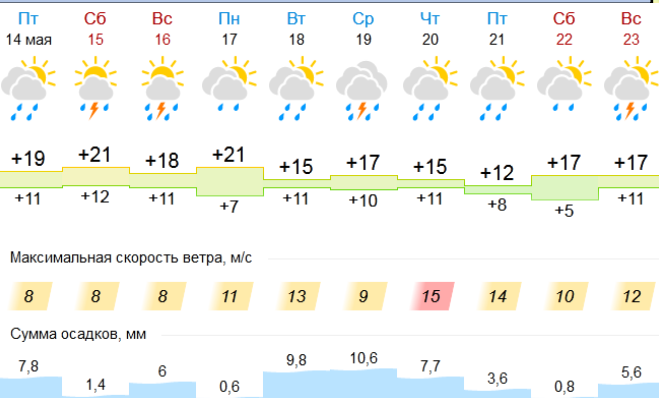 Пт Сб Вс Пн Вт Ср Чт Пт Сб Вс
14 мая 15 16 17 18 19 20 21 22 23
+19 +21 +18 +21 +15 +17 +15 +12 +17 +17
+11 +12 +11 +7 +11 +10 +11 +8 +5 +11
Максимальная скорость ветра, м/с
8 8 8 11 13 9 15 14 10 12
Сумма осадков, мм
7,8 1,4 6 0,6 9,8 10,6 7,7 3,6 0,8 5,6